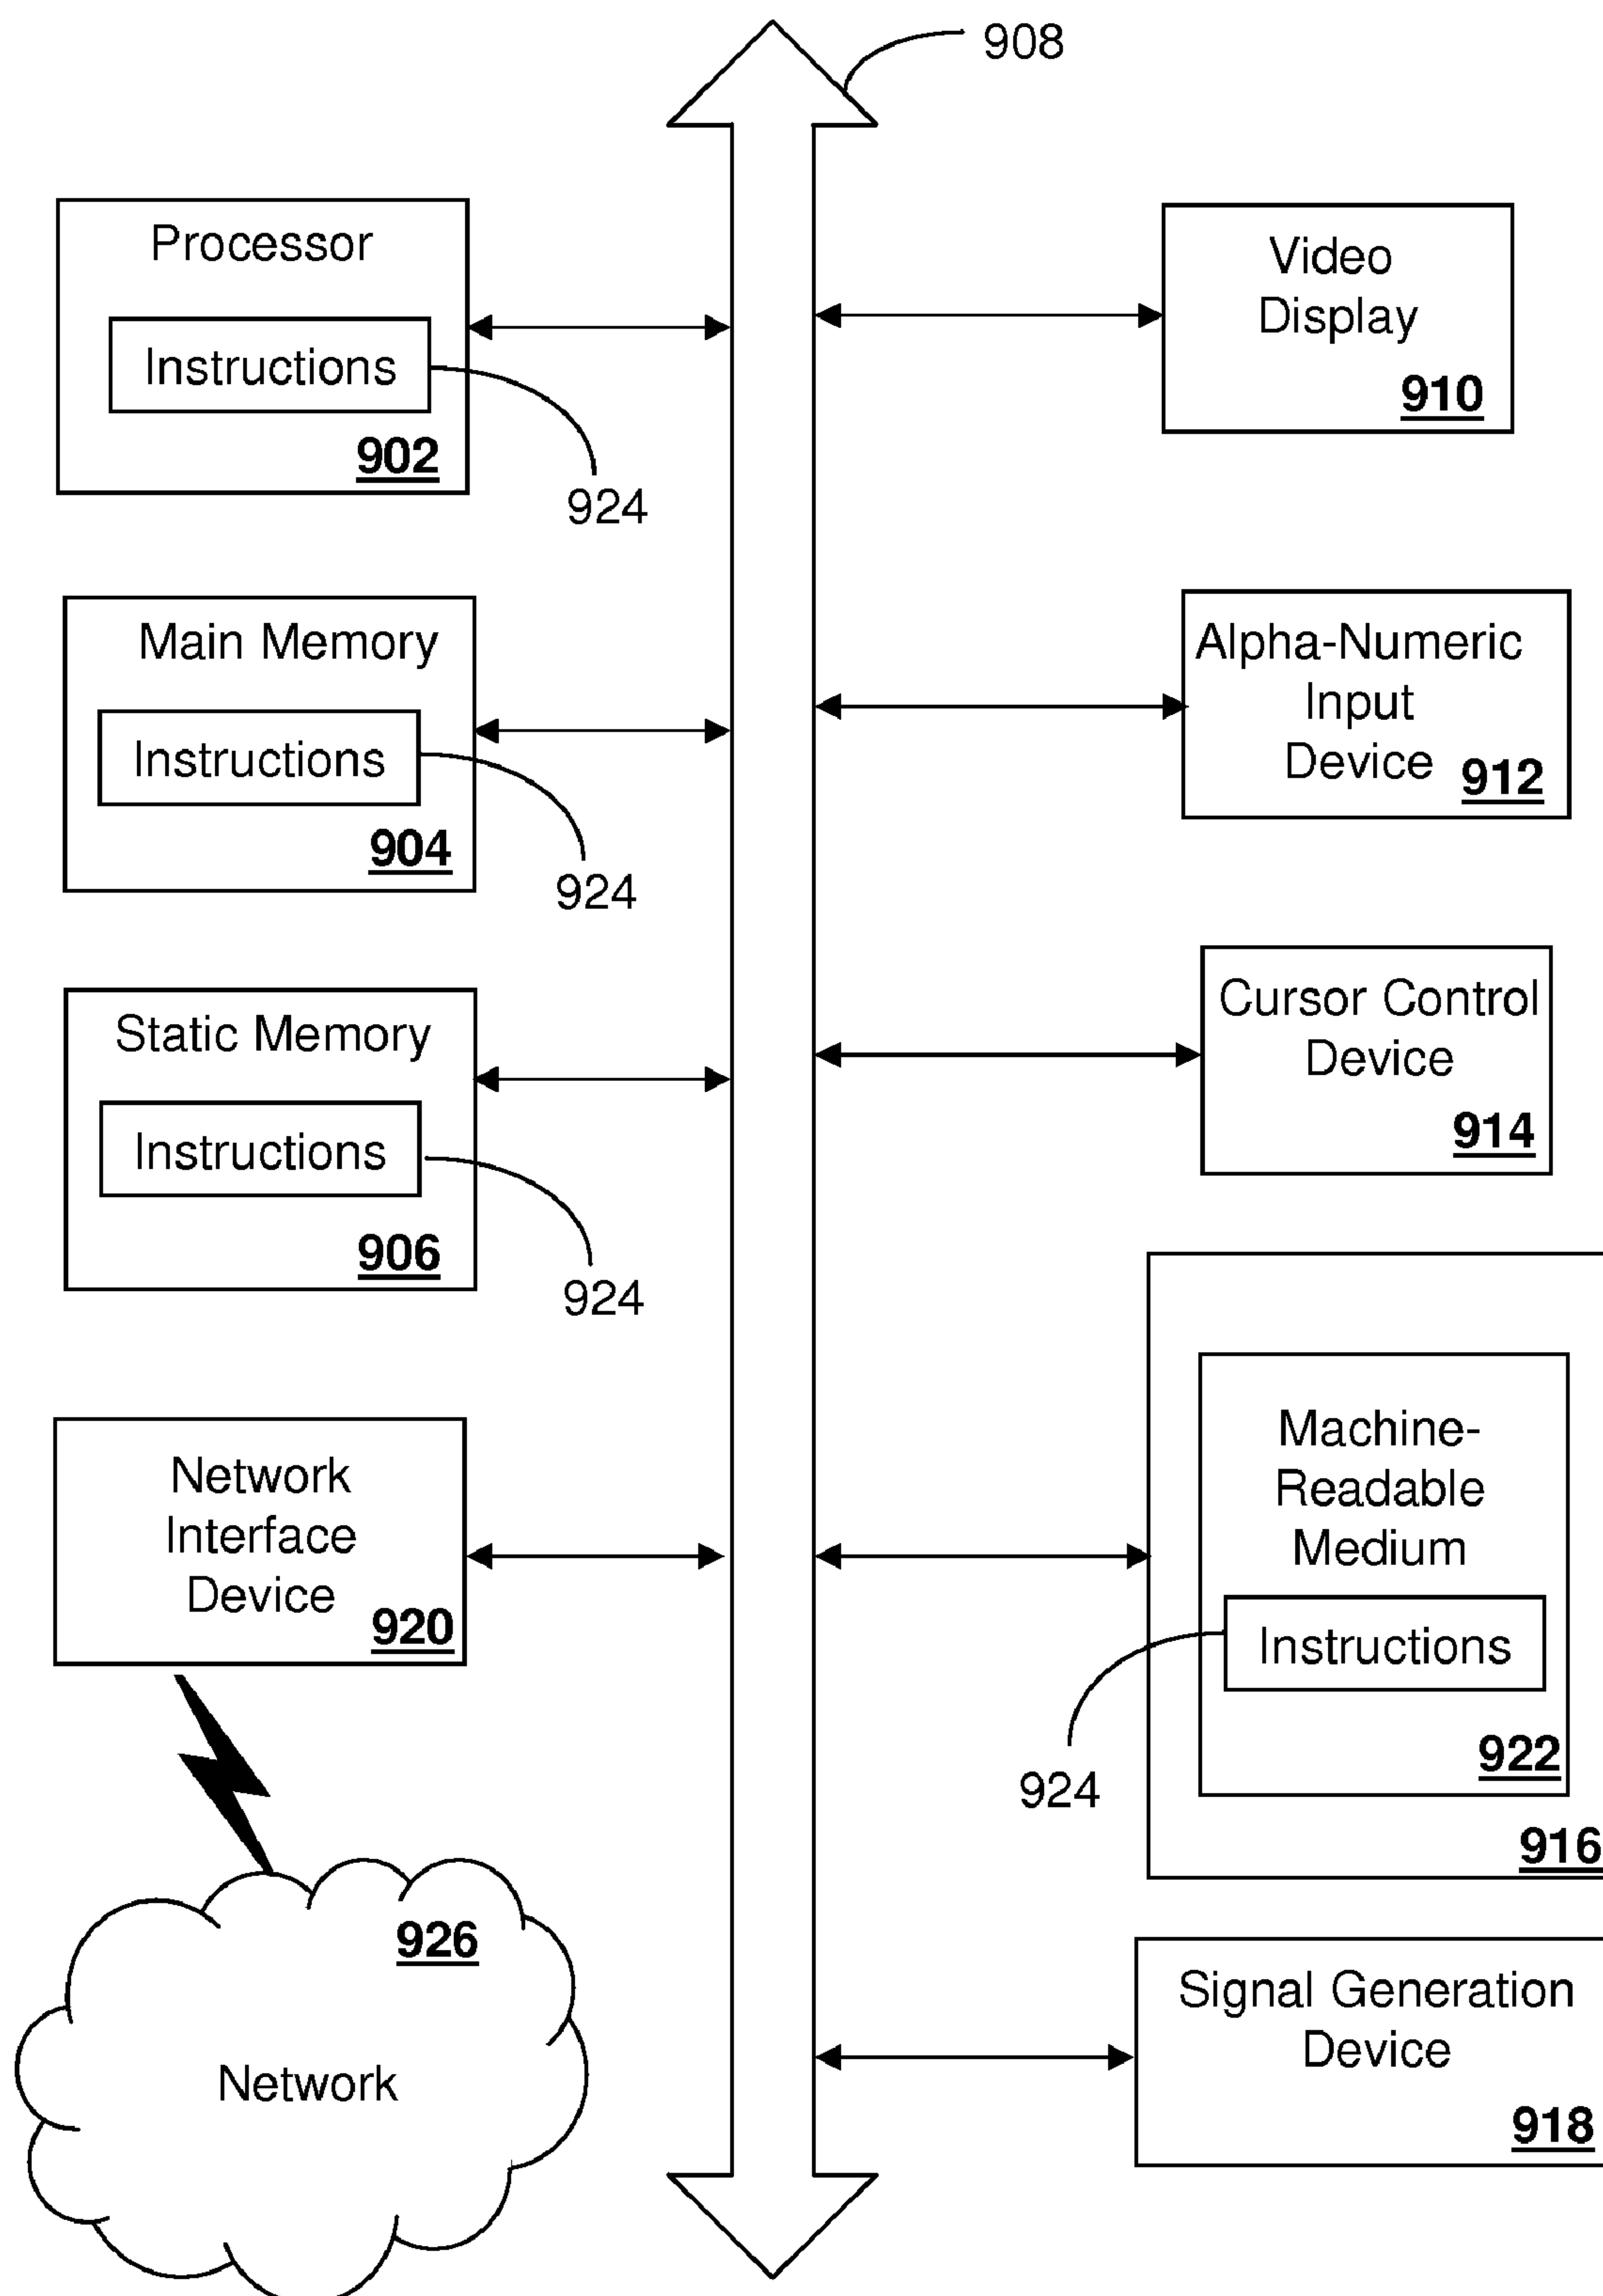 908
Processor
Instructions
902
924
Main Memory
Instructions
904
924
Static Memory
Instructions
906
924
Network
Interface
Device
920
926
Network
Video
Display
910
Alpha-Numeric
Input
Device
912
Cursor Control
Device
914
Machine-
Readable
Medium
Instructions
922
924
916
Signal Generation
Device
918